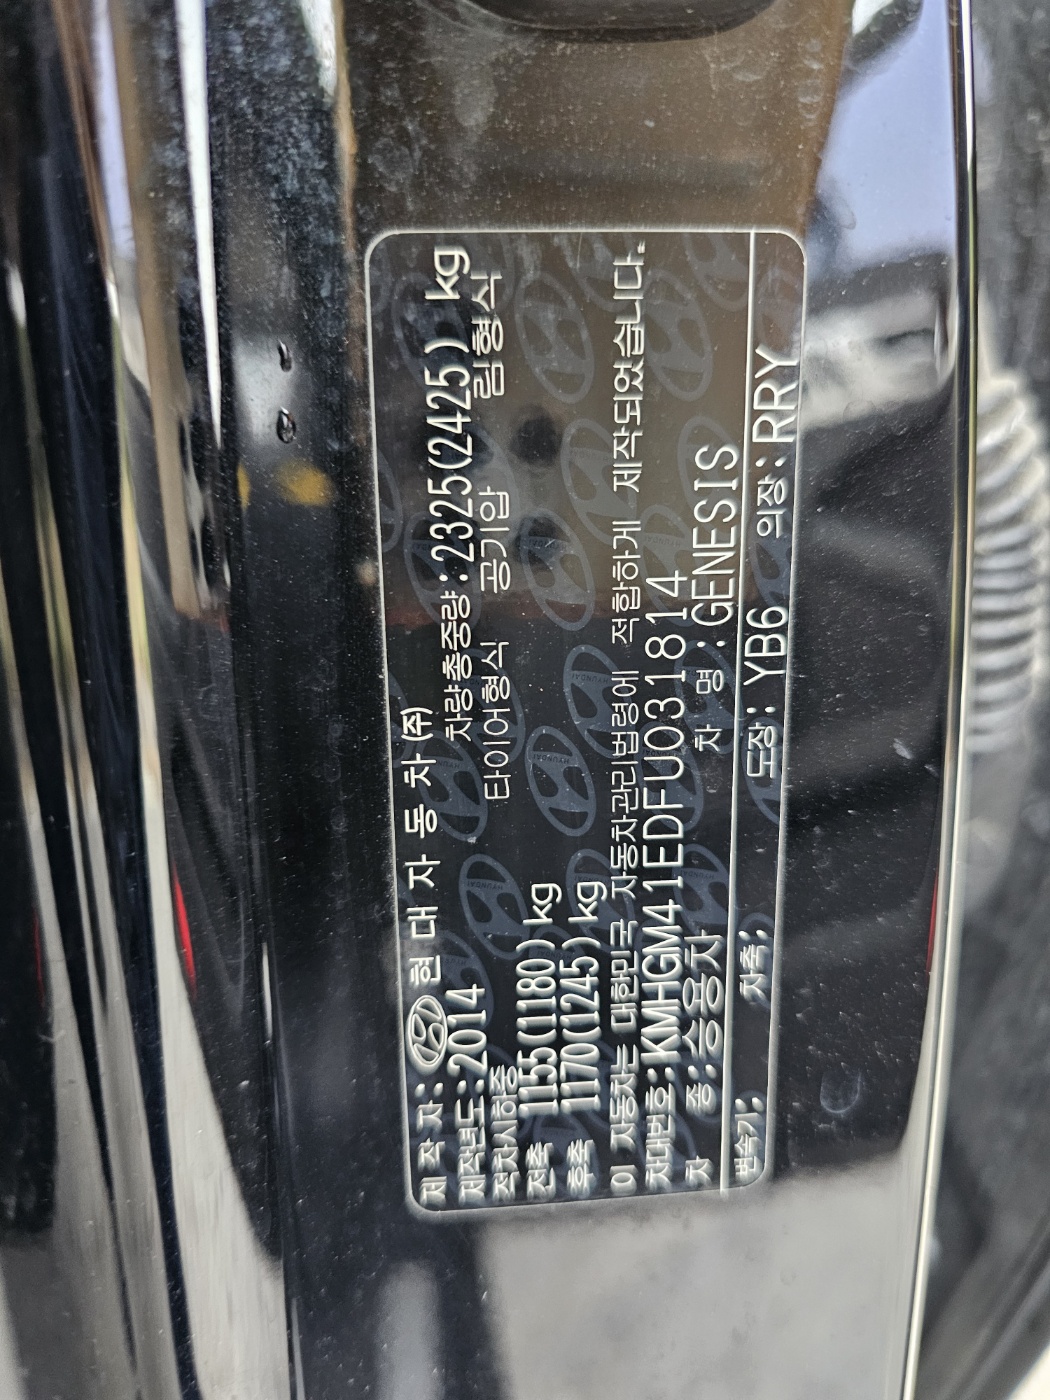 제 작 자: 현 대 자 동 차 (주)
제작년도:2014 차량총중량:2325(2425) kg
적차시하중 타이어형식 공기압 림형식
전축 1155(1180) kg
후축 1170(1245) kg
이 자동차는 대한민국 자동차관리법령에 적합하게 제작되었습니다.
차대번호:KMHGM41EDFU031814
차 종:승용차 차 명 :GENESIS
변속기: 차축: 도장: YB6 의장: RRY